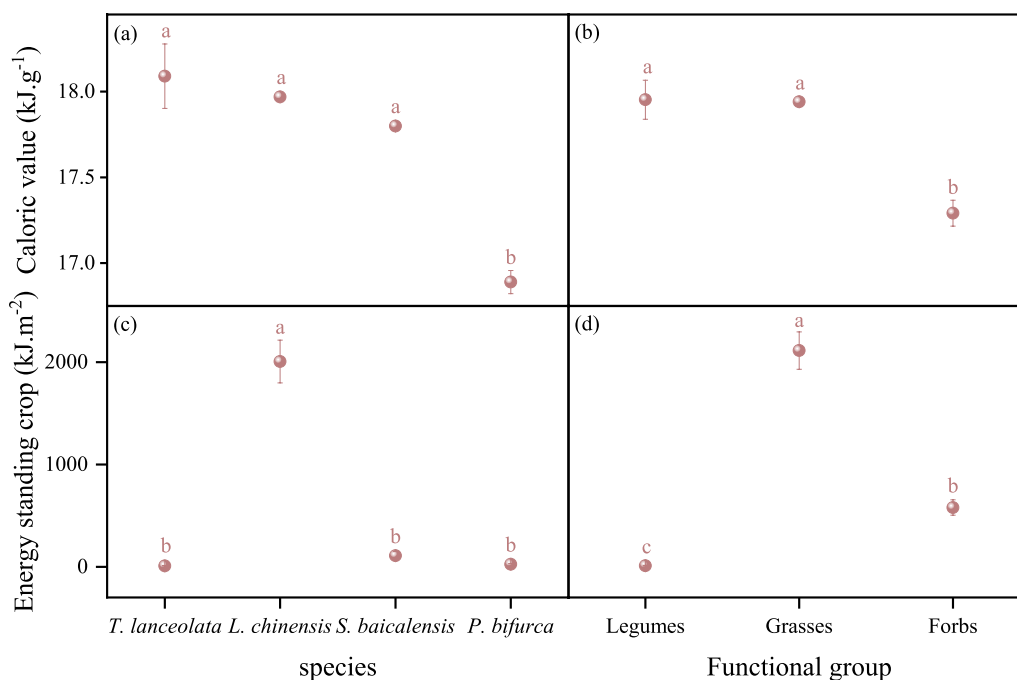 (a)
a
a
a
b
(b)
a
a
b
Caloric value (kJ.g⁻¹)
18.0
17.5
17.0
(c)
b
a
b
b
(d)
c
a
b
Energy standing crop (kJ.m⁻²)
2000
1000
0
T. lanceolata L. chinensis S. baicalensis P. bifurca
Legumes Grasses Forbs
species
Functional group